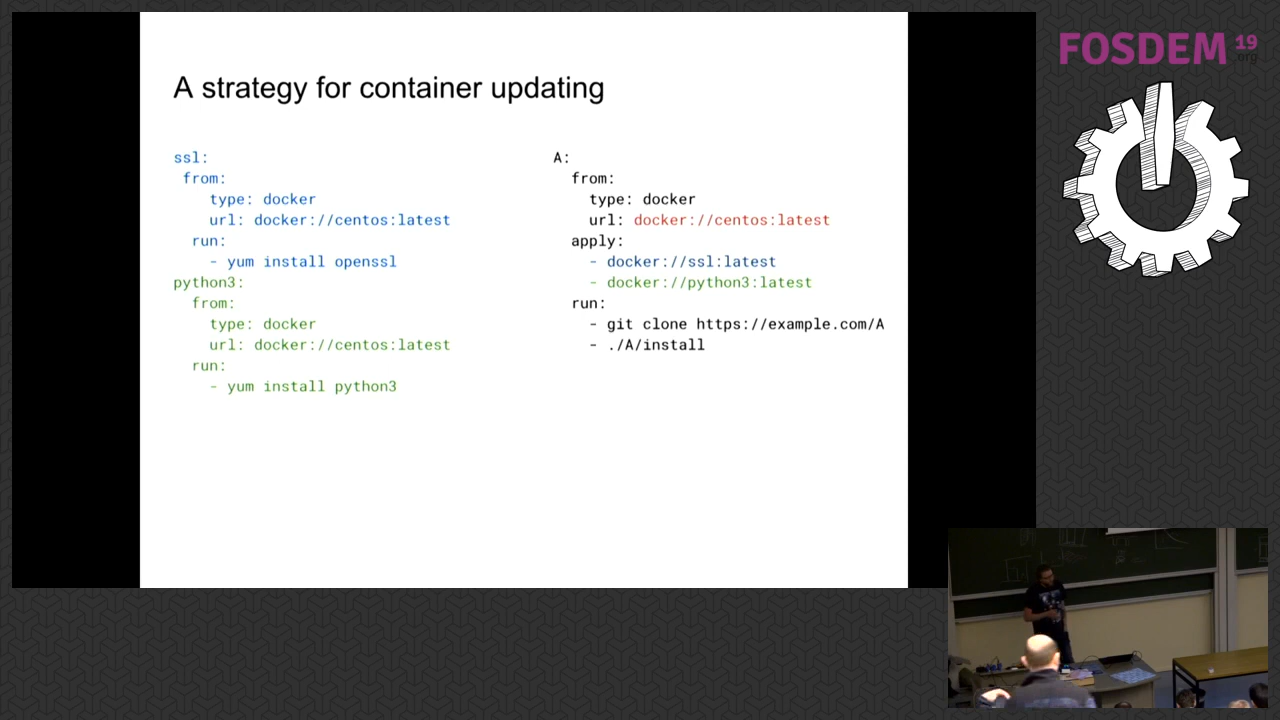 A strategy for container updating
ssl:
from:
type: docker
url: docker://centos:latest
run:
- yum install openssl
python3:
from:
type: docker
url: docker://centos:latest
run:
- yum install python3
A:
from:
type: docker
url: docker://centos:latest
apply:
- docker://ssl:latest
- docker://python3:latest
run:
- git clone https://example.com/A
- ./A/install
FOSDEM 19
.org